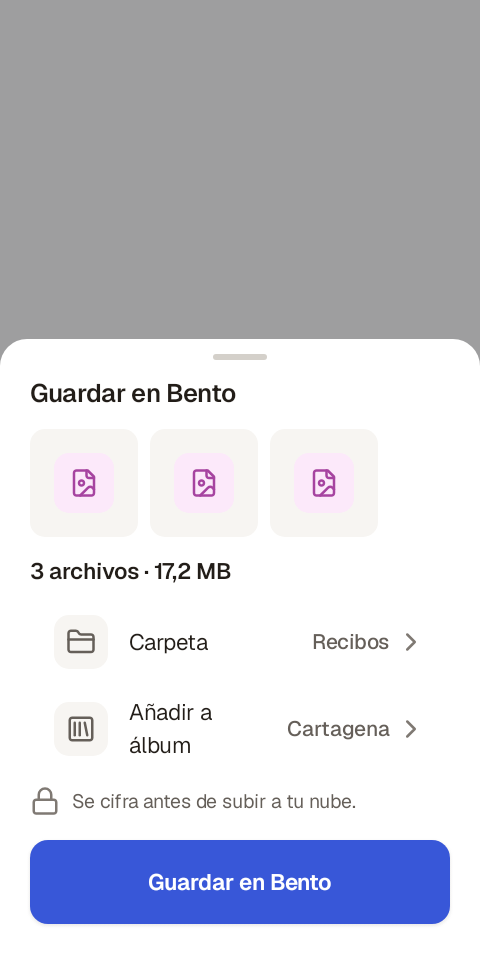 Guardar en Bento
3 archivos · 17,2 MB
Carpeta
Recibos
Añadir a
álbum
Cartagena
Se cifra antes de subir a tu nube.
Guardar en Bento